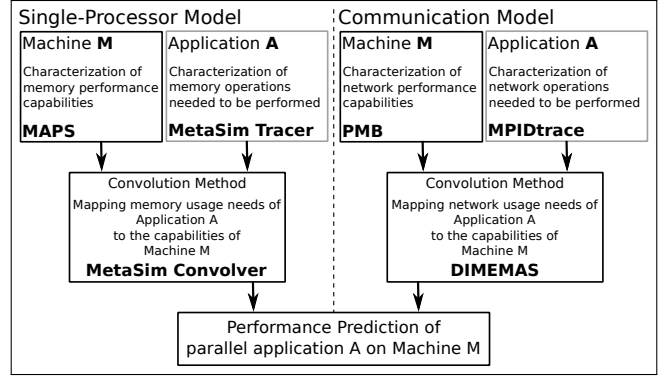 Single-Processor Model
Machine M
Characterization of
memory performance
capabilities
MAPS
Application A
Characterization of
memory operations
needed to be performed
MetaSim Tracer
Convolution Method
Mapping memory usage needs of
Application A
to the capabilities of
Machine M
MetaSim Convolver
Communication Model
Machine M
Characterization of
network performance
capabilities
PMB
Application A
Characterization of
network operations
needed to be performed
MPIDtrace
Convolution Method
Mapping network usage needs of
Application A
to the capabilities of
Machine M
DIMEMAS
Performance Prediction of
parallel application A on Machine M